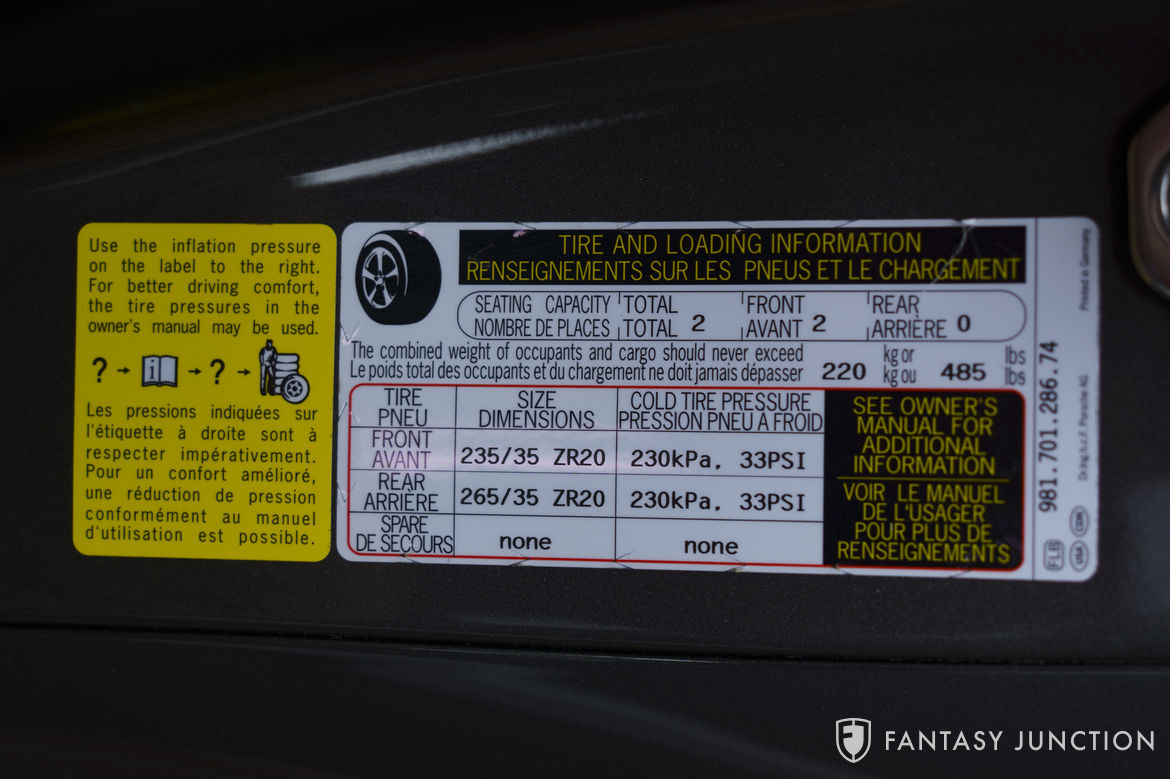 Use the inflation pressure
on the label to the right.
For better driving comfort,
the tire pressures in the
owner's manual may be used.
? → i → ? →
Les pressions indiquées sur
l'étiquette à droite sont à
respecter impérativement.
Pour un confort amélioré,
une réduction de pression
conformément au manuel
d'utilisation est possible.
TIRE AND LOADING INFORMATION
RENSEIGNEMENTS SUR LES PNEUS ET LE CHARGEMENT
SEATING CAPACITY TOTAL FRONT REAR
NOMBRE DE PLACES TOTAL 2 AVANT 2 ARRIÈRE 0
The combined weight of occupants and cargo should never exceed kg or lbs
Le poids total des occupants et du chargement ne doit jamais dépasser 220 kg ou 485 lbs
TIRE SIZE COLD TIRE PRESSURE
PNEU DIMENSIONS PRESSION PNEU A FROID
FRONT
AVANT 235/35 ZR20 230kPa, 33PSI
REAR
ARRIÈRE 265/35 ZR20 230kPa, 33PSI
SPARE
DE SECOURS none none
SEE OWNER'S
MANUAL FOR
ADDITIONAL
INFORMATION
VOIR LE MANUEL
DE L'USAGER
POUR PLUS DE
RENSEIGNEMENTS
981.701.286.74
Printed in Germany
Dr.Ing.h.c.F. Porsche AG
FLB USA CDN
FANTASY JUNCTION